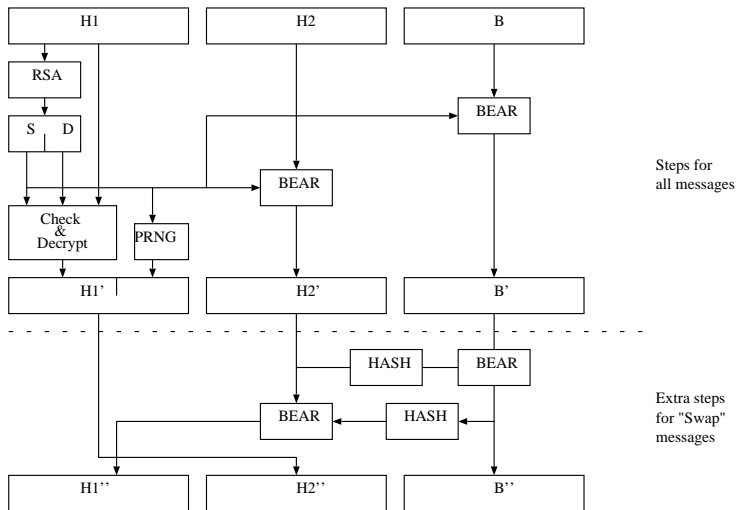 H1 H2 B
RSA
BEAR
S D
Steps for
all messages
BEAR
Check
&
Decrypt
PRNG
H1' H2' B'
HASH BEAR
Extra steps
for "Swap"
messages
BEAR HASH
H1'' H2'' B''